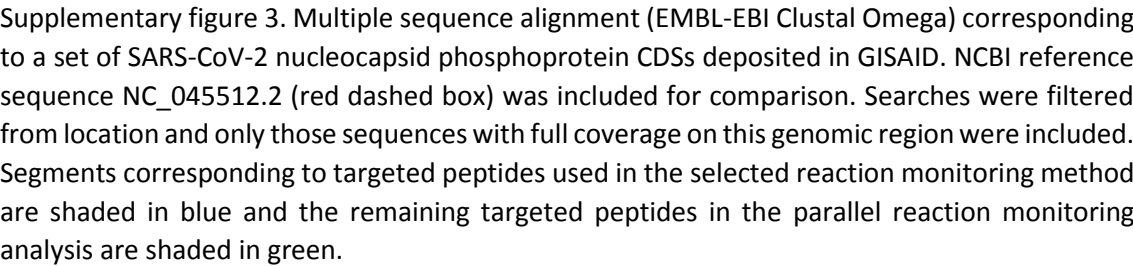 Supplementary figure 3. Multiple sequence alignment (EMBL-EBI Clustal Omega) corresponding
to a set of SARS-CoV-2 nucleocapsid phosphoprotein CDSs deposited in GISAID. NCBI reference
sequence NC_045512.2 (red dashed box) was included for comparison. Searches were filtered
from location and only those sequences with full coverage on this genomic region were included.
Segments corresponding to targeted peptides used in the selected reaction monitoring method
are shaded in blue and the remaining targeted peptides in the parallel reaction monitoring
analysis are shaded in green.